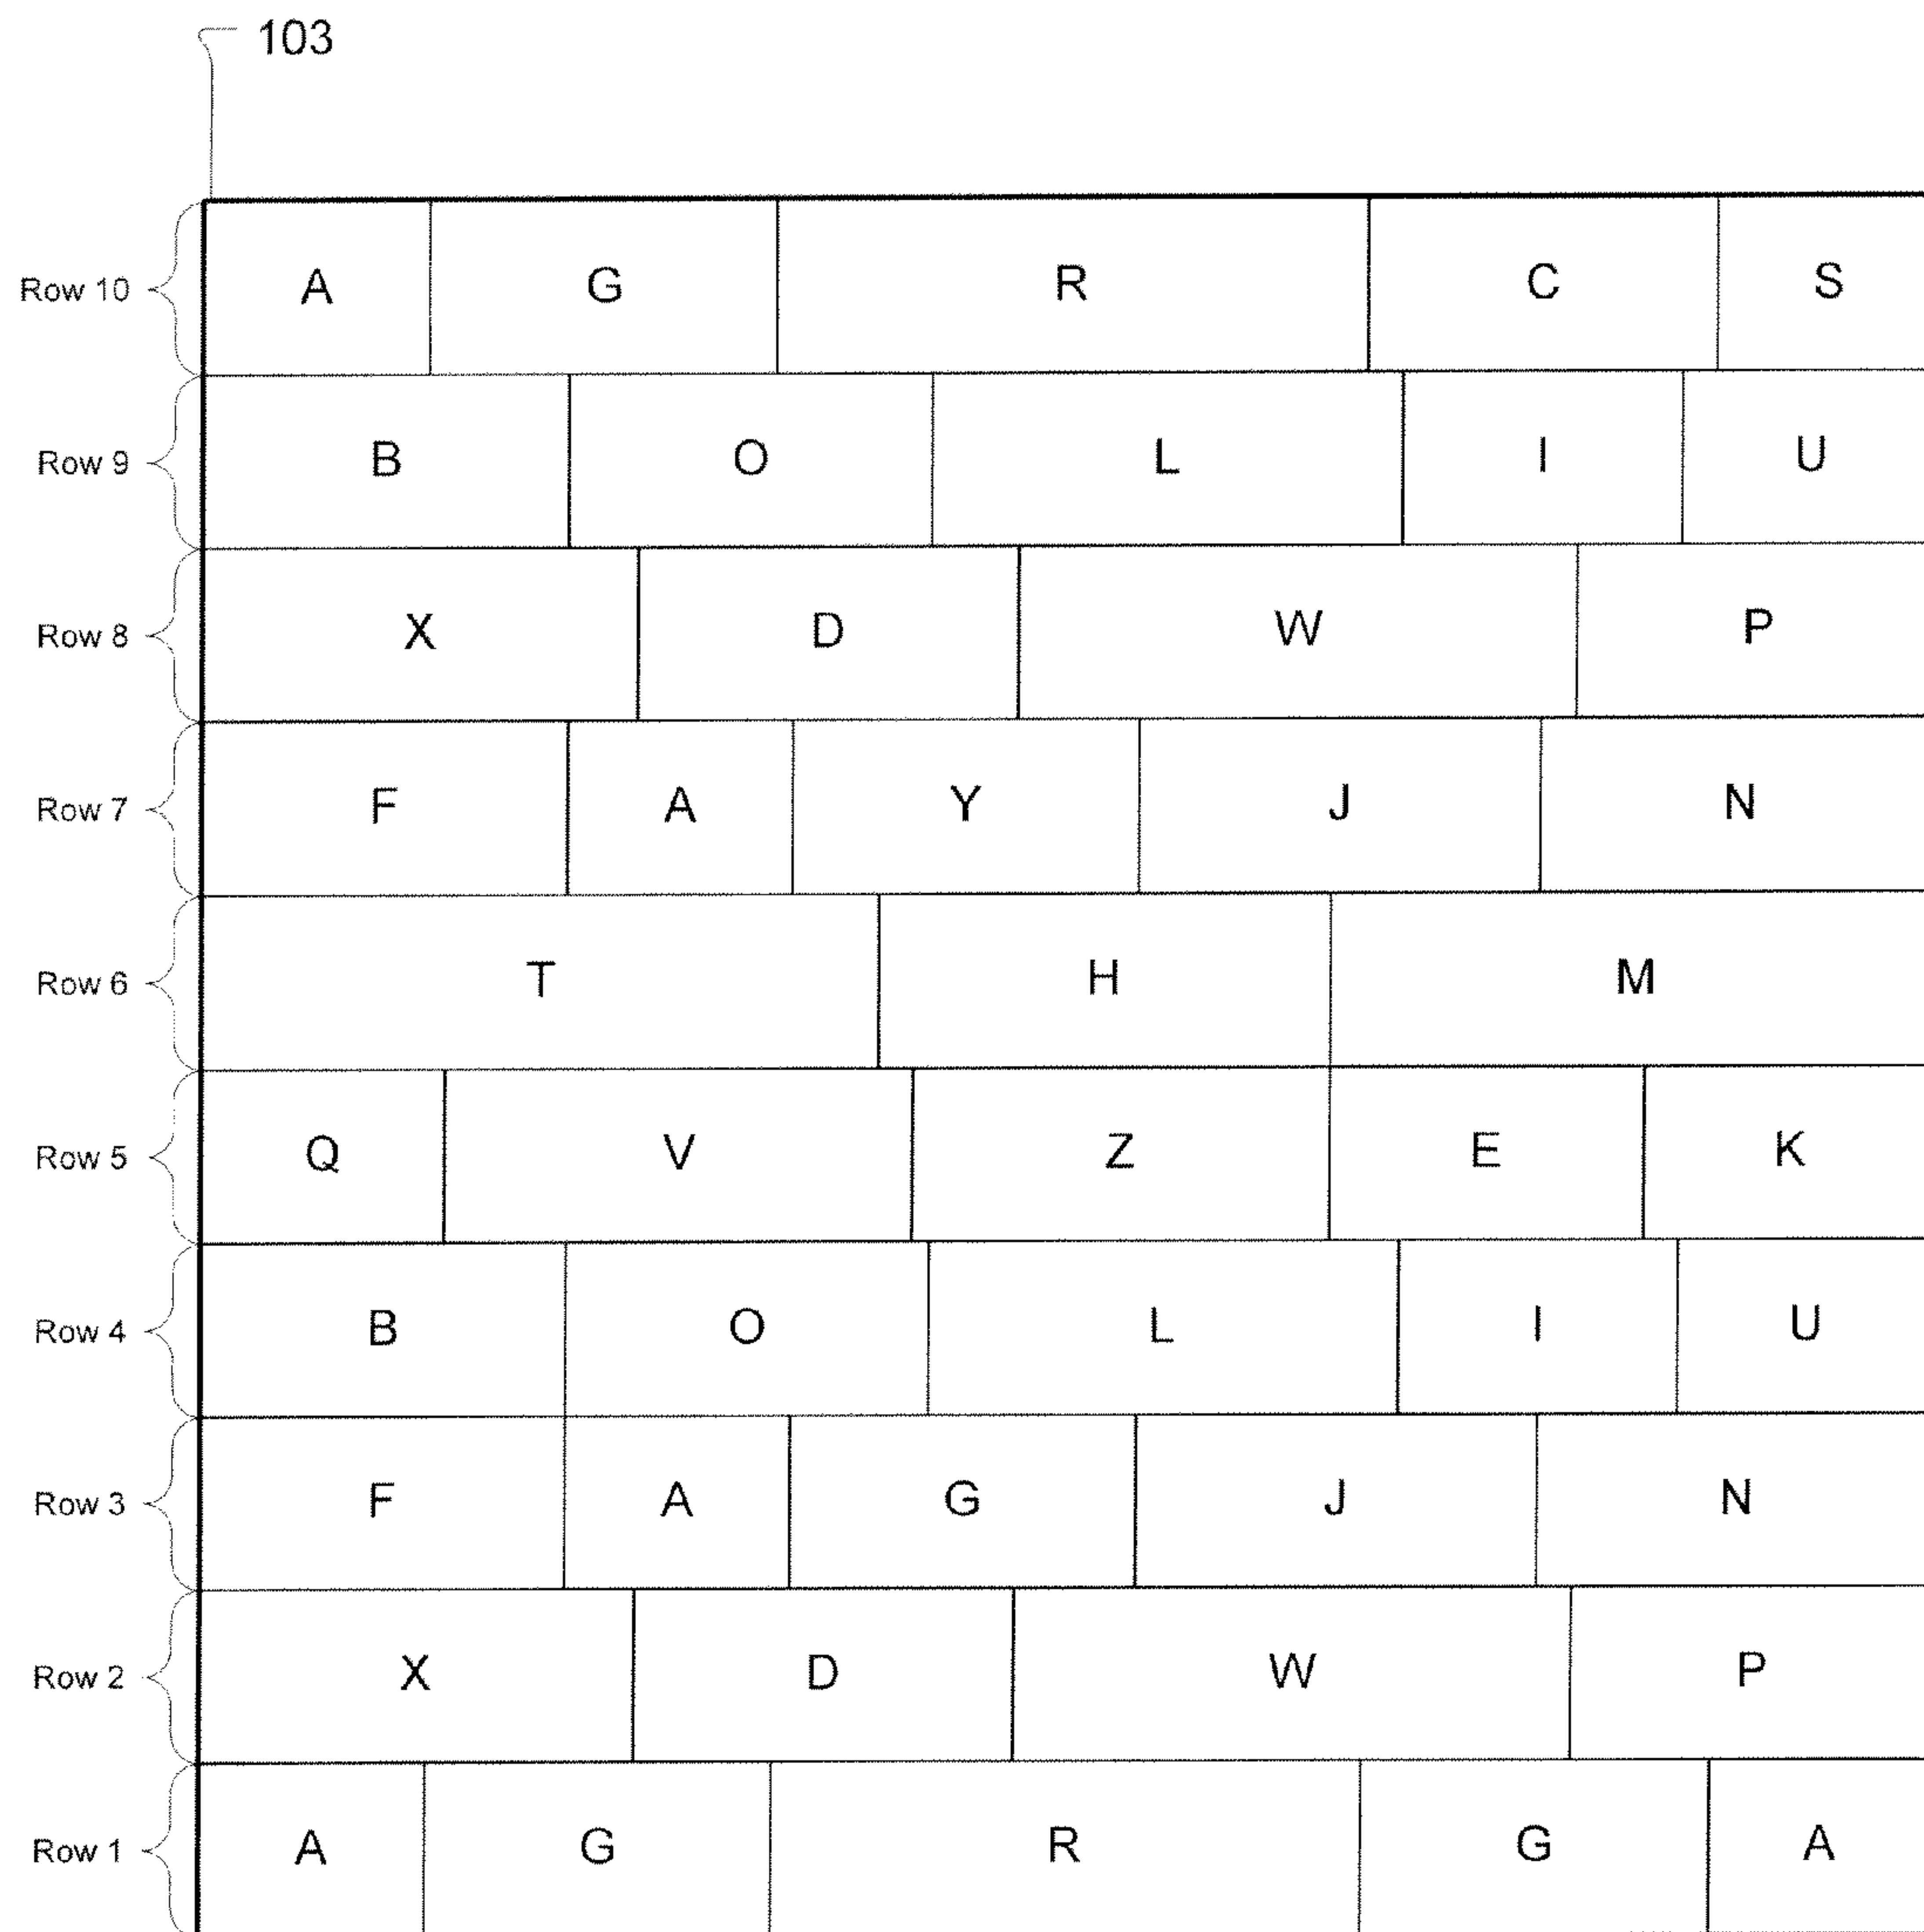 103
Row 10 A G R C S
Row 9 B O L I U
Row 8 X D W P
Row 7 F A Y J N
Row 6 T H M
Row 5 Q V Z E K
Row 4 B O L I U
Row 3 F A G J N
Row 2 X D W P
Row 1 A G R G A